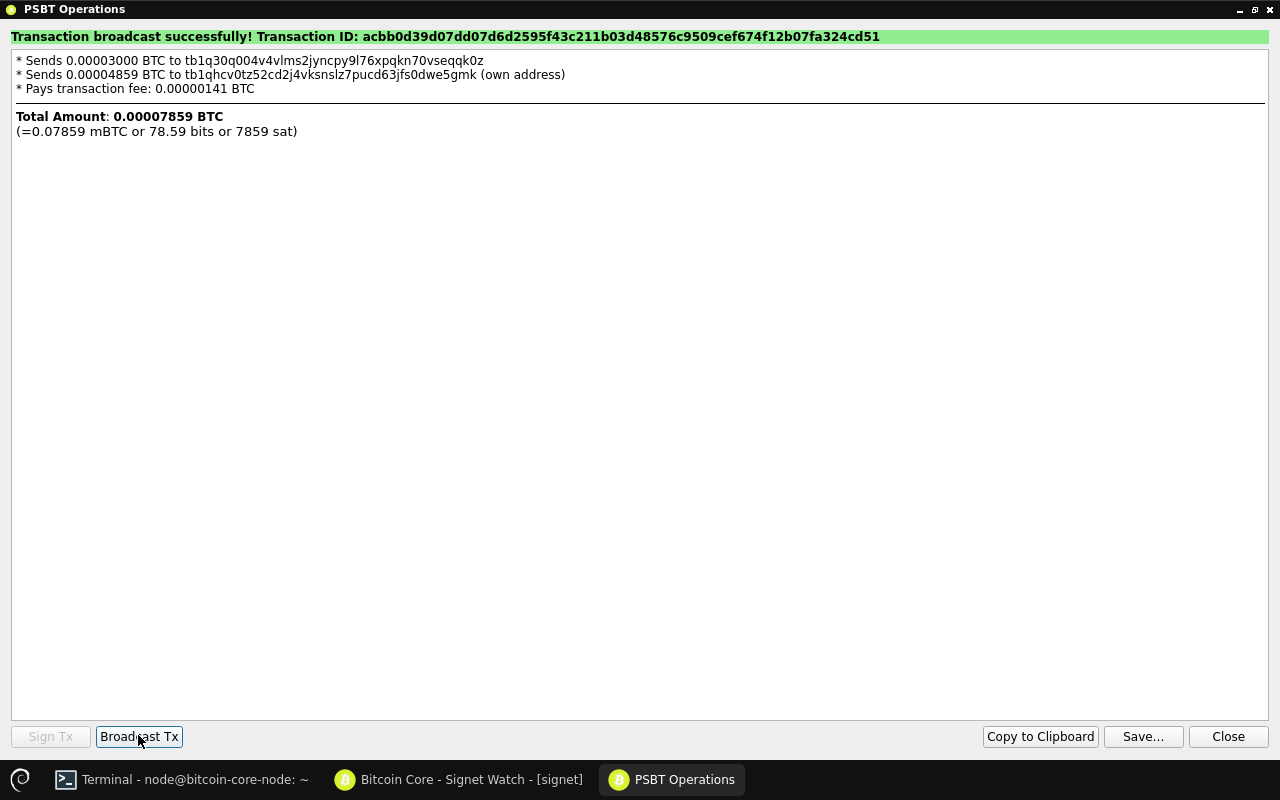 PSBT Operations
Transaction broadcast successfully! Transaction ID: acbb0d39d07dd07d6d2595f43c211b03d48576c9509cef674f12b07fa324cd51
* Sends 0.00003000 BTC to tb1q30q004v4vlms2jyncpy9l76xpqkn70vseqqk0z
* Sends 0.00004859 BTC to tb1qhcv0tz52cd2j4vksnslz7pucd63jfs0dwe5gmk (own address)
* Pays transaction fee: 0.00000141 BTC
Total Amount: 0.00007859 BTC
(=0.07859 mBTC or 78.59 bits or 7859 sat)
Sign Tx
Broadcast Tx
Copy to Clipboard
Save...
Close
Terminal - node@bitcoin-core-node: ~
Bitcoin Core - Signet Watch - [signet]
PSBT Operations